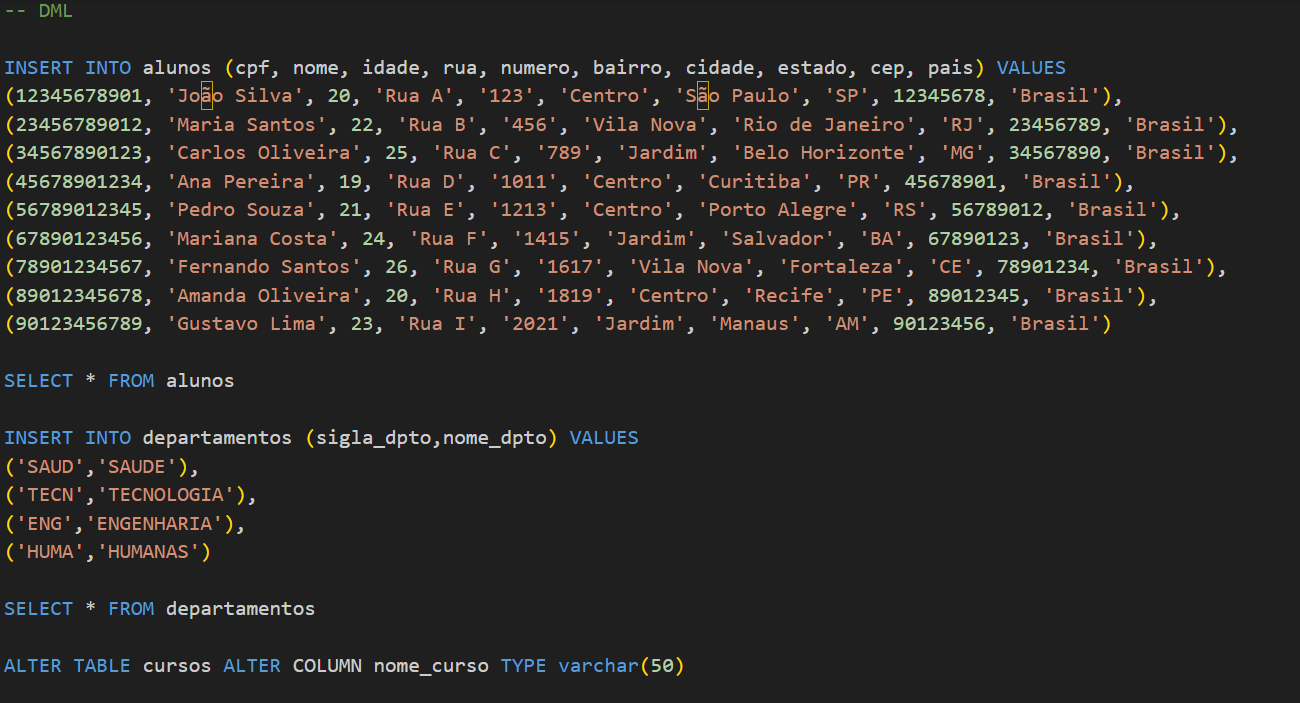 -- DML
INSERT INTO alunos (cpf, nome, idade, rua, numero, bairro, cidade, estado, cep, pais) VALUES
(12345678901, 'João Silva', 20, 'Rua A', '123', 'Centro', 'São Paulo', 'SP', 12345678, 'Brasil'),
(23456789012, 'Maria Santos', 22, 'Rua B', '456', 'Vila Nova', 'Rio de Janeiro', 'RJ', 23456789, 'Brasil'),
(34567890123, 'Carlos Oliveira', 25, 'Rua C', '789', 'Jardim', 'Belo Horizonte', 'MG', 34567890, 'Brasil'),
(45678901234, 'Ana Pereira', 19, 'Rua D', '1011', 'Centro', 'Curitiba', 'PR', 45678901, 'Brasil'),
(56789012345, 'Pedro Souza', 21, 'Rua E', '1213', 'Centro', 'Porto Alegre', 'RS', 56789012, 'Brasil'),
(67890123456, 'Mariana Costa', 24, 'Rua F', '1415', 'Jardim', 'Salvador', 'BA', 67890123, 'Brasil'),
(78901234567, 'Fernando Santos', 26, 'Rua G', '1617', 'Vila Nova', 'Fortaleza', 'CE', 78901234, 'Brasil'),
(89012345678, 'Amanda Oliveira', 20, 'Rua H', '1819', 'Centro', 'Recife', 'PE', 89012345, 'Brasil'),
(90123456789, 'Gustavo Lima', 23, 'Rua I', '2021', 'Jardim', 'Manaus', 'AM', 90123456, 'Brasil')
SELECT * FROM alunos
INSERT INTO departamentos (sigla_dpto,nome_dpto) VALUES
('SAUD','SAUDE'),
('TECN','TECNOLOGIA'),
('ENG','ENGENHARIA'),
('HUMA','HUMANAS')
SELECT * FROM departamentos
ALTER TABLE cursos ALTER COLUMN nome_curso TYPE varchar(50)